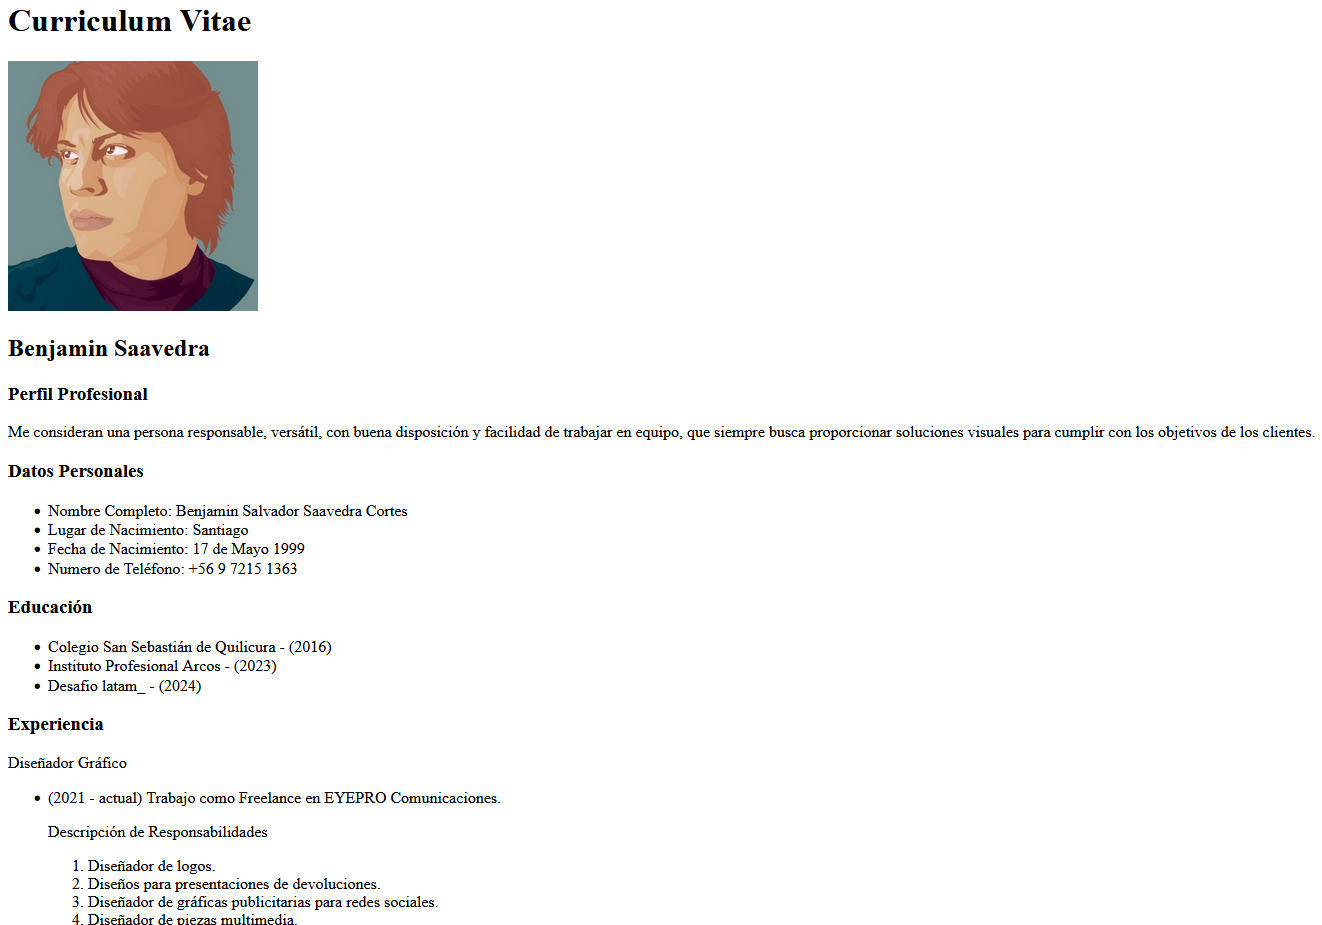 Curriculum Vitae
Benjamin Saavedra
Perfil Profesional
Me consideran una persona responsable, versátil, con buena disposición y facilidad de trabajar en equipo, que siempre busca proporcionar soluciones visuales para cumplir con los objetivos de los clientes.
Datos Personales
• Nombre Completo: Benjamin Salvador Saavedra Cortes
• Lugar de Nacimiento: Santiago
• Fecha de Nacimiento: 17 de Mayo 1999
• Numero de Teléfono: +56 9 7215 1363
Educación
• Colegio San Sebastián de Quilicura - (2016)
• Instituto Profesional Arcos - (2023)
• Desafío latam_ - (2024)
Experiencia
Diseñador Gráfico
• (2021 - actual) Trabajo como Freelance en EYEPRO Comunicaciones.
Descripción de Responsabilidades
1. Diseñador de logos.
2. Diseños para presentaciones de devoluciones.
3. Diseñador de gráficas publicitarias para redes sociales.
4. Diseñador de piezas multimedia.